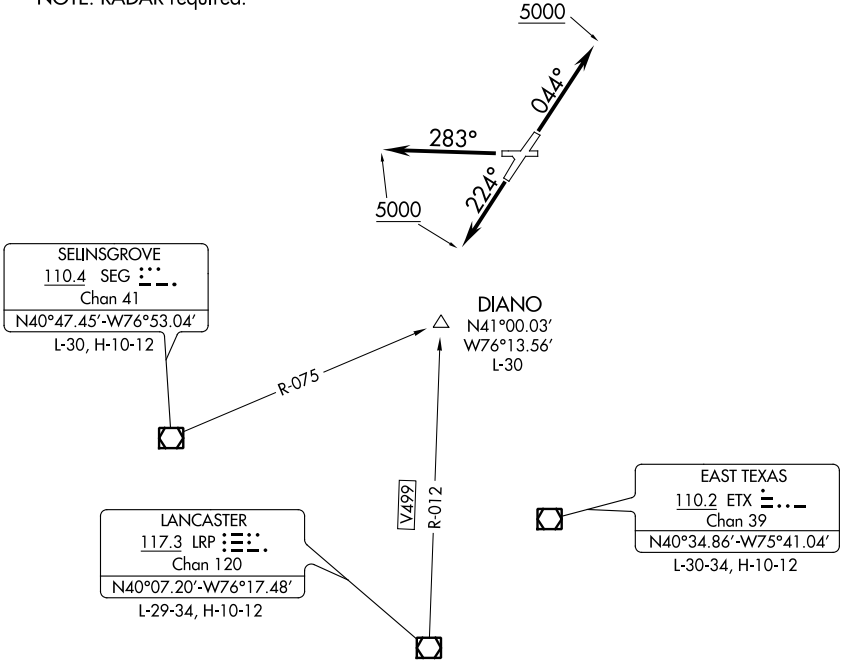 NOTE: RADAR required.
5000
044°
283°
224°
5000
SELINSGROVE
110.4 SEG
Chan 41
N40°47.45'-W76°53.04'
L-30, H-10-12
DIANO
N41°00.03'
W76°13.56'
L-30
R-075
V499
R-012
EAST TEXAS
110.2 ETX
Chan 39
N40°34.86'-W75°41.04'
L-30-34, H-10-12
LANCASTER
117.3 LRP
Chan 120
N40°07.20'-W76°17.48'
L-29-34, H-10-12